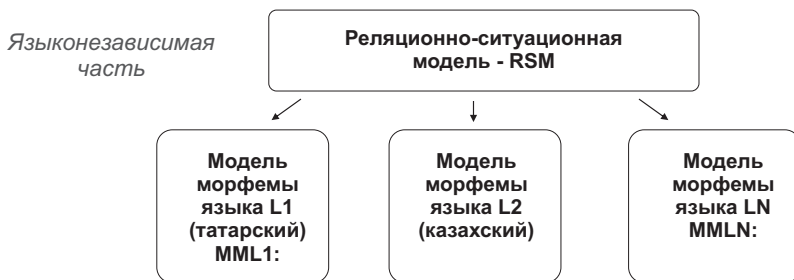 Языконезависимая
часть
Реляционно-ситуационная
модель - RSM
Модель
морфемы
языка L1
(татарский)
MML1:
Модель
морфемы
языка L2
(казахский)
Модель
морфемы
языка LN
MMLN: